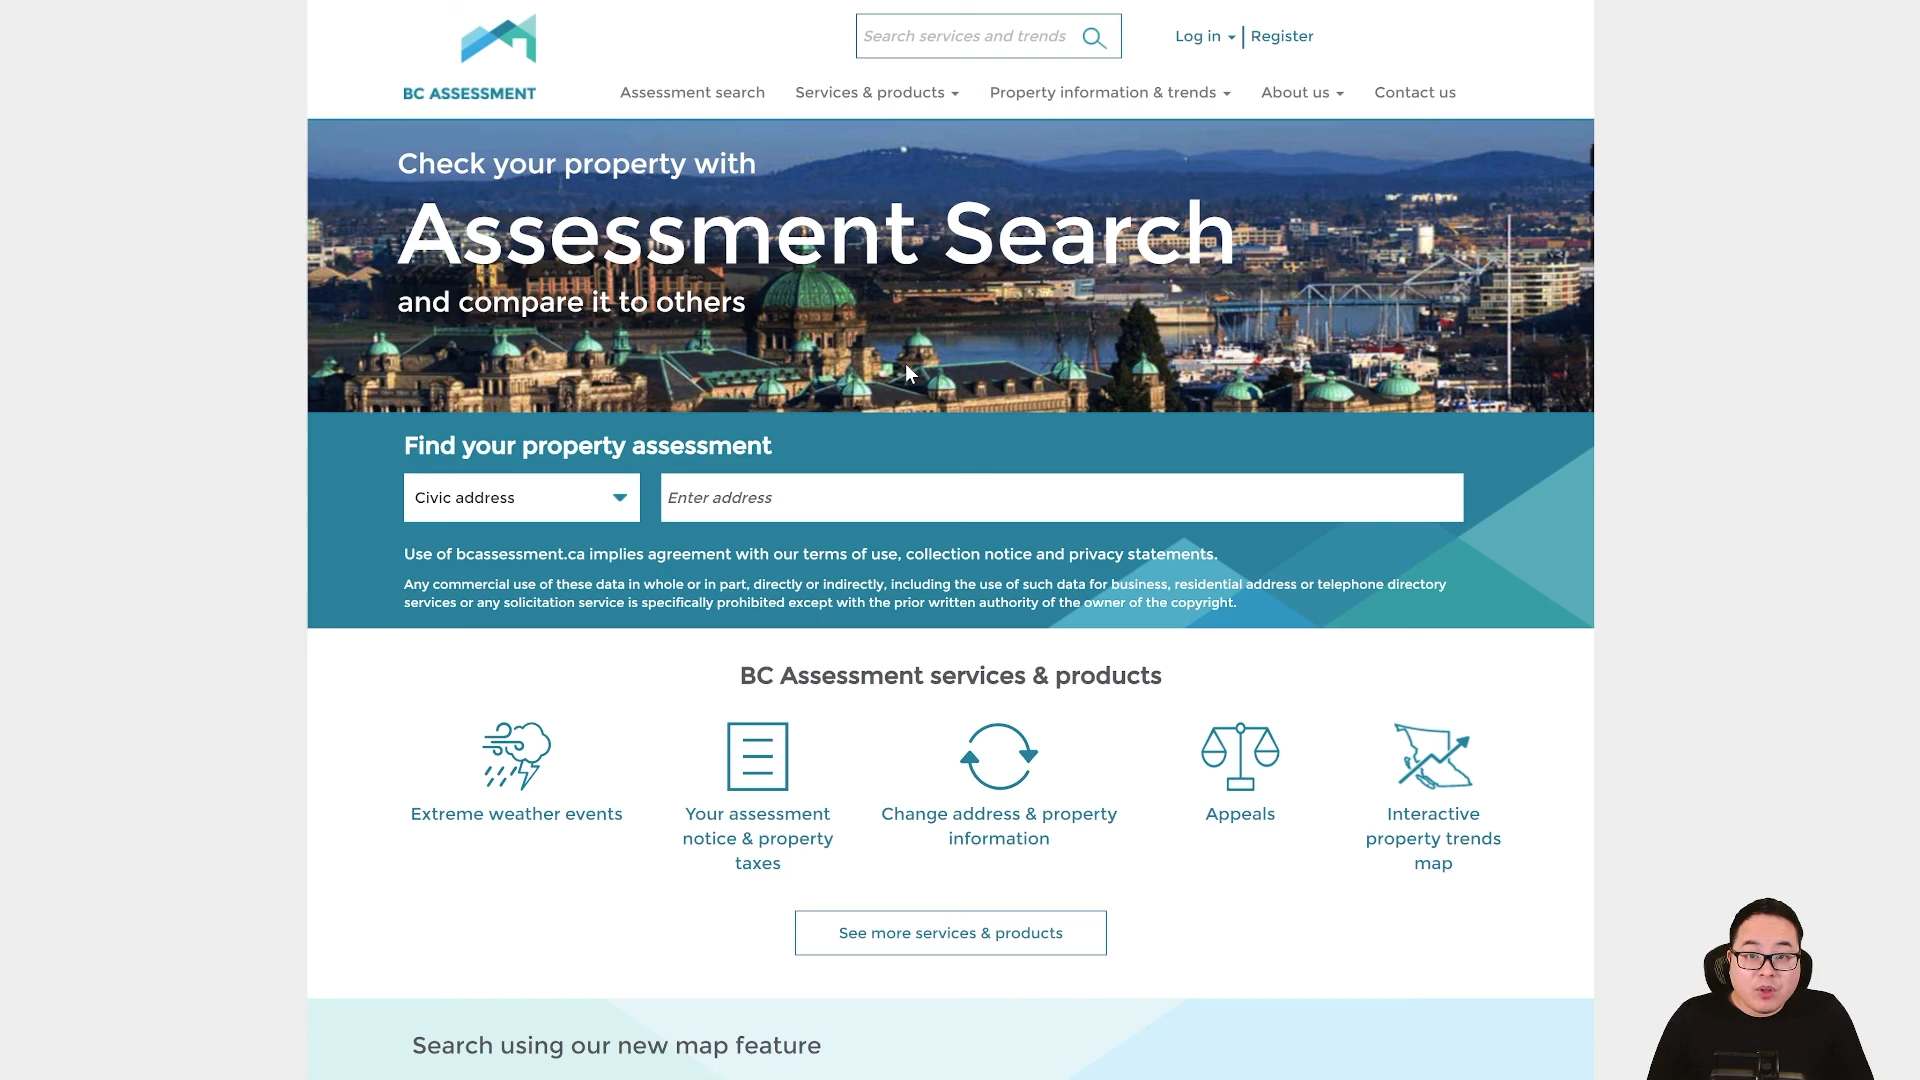 Search services and trends
Log in
Register
BC ASSESSMENT
Assessment search
Services & products
Property information & trends
About us
Contact us
Check your property with
Assessment Search
and compare it to others
Find your property assessment
Civic address
Enter address
Use of bcassessment.ca implies agreement with our terms of use, collection notice and privacy statements.
Any commercial use of these data in whole or in part, directly or indirectly, including the use of such data for business, residential address or telephone directory
services or any solicitation service is specifically prohibited except with the prior written authority of the owner of the copyright.
BC Assessment services & products
Extreme weather events
Your assessment
notice & property
taxes
Change address & property
information
Appeals
Interactive
property trends
map
See more services & products
Search using our new map feature